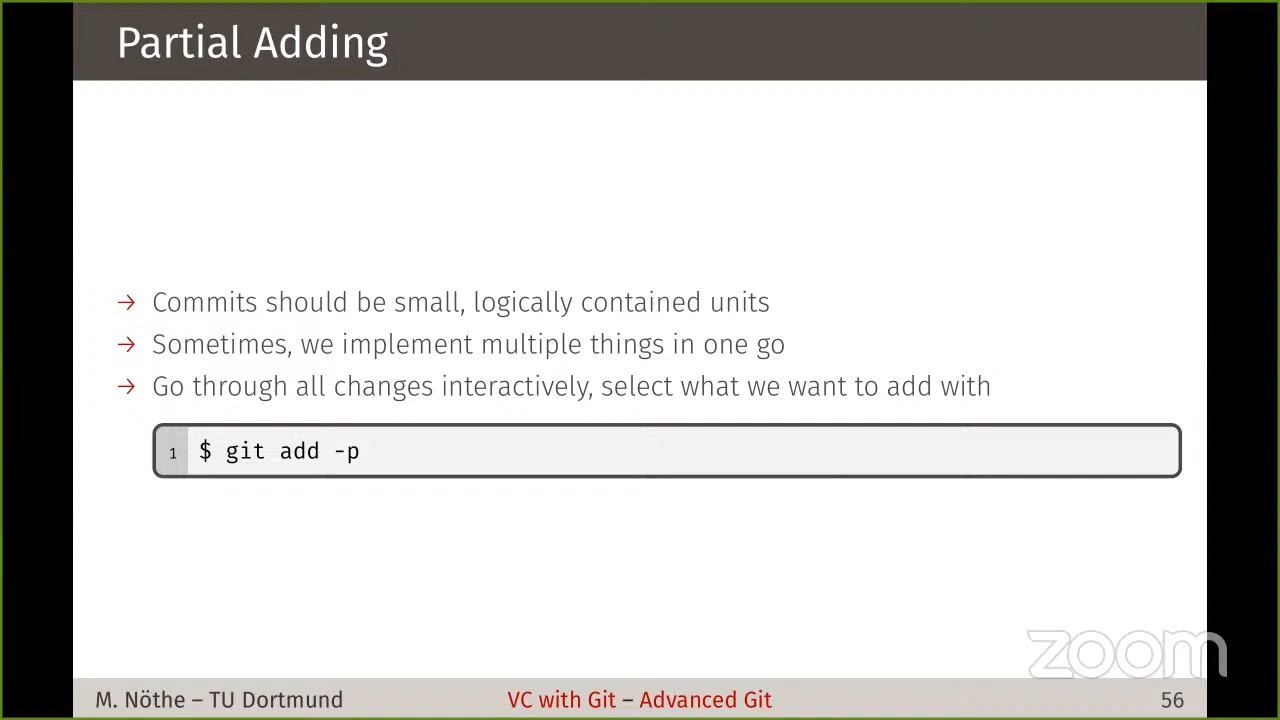 Partial Adding
→ Commits should be small, logically contained units
→ Sometimes, we implement multiple things in one go
→ Go through all changes interactively, select what we want to add with
1 $ git add -p
zoom
M. Nöthe – TU Dortmund VC with Git – Advanced Git 56